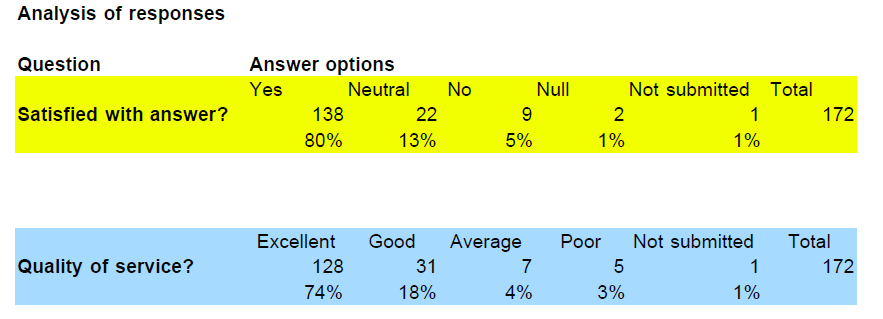 Analysis of responses
Question Answer options
Yes Neutral No Null Not submitted Total
Satisfied with answer? 138 22 9 2 1 172
80% 13% 5% 1% 1%
Excellent Good Average Poor Not submitted Total
Quality of service? 128 31 7 5 1 172
74% 18% 4% 3% 1%